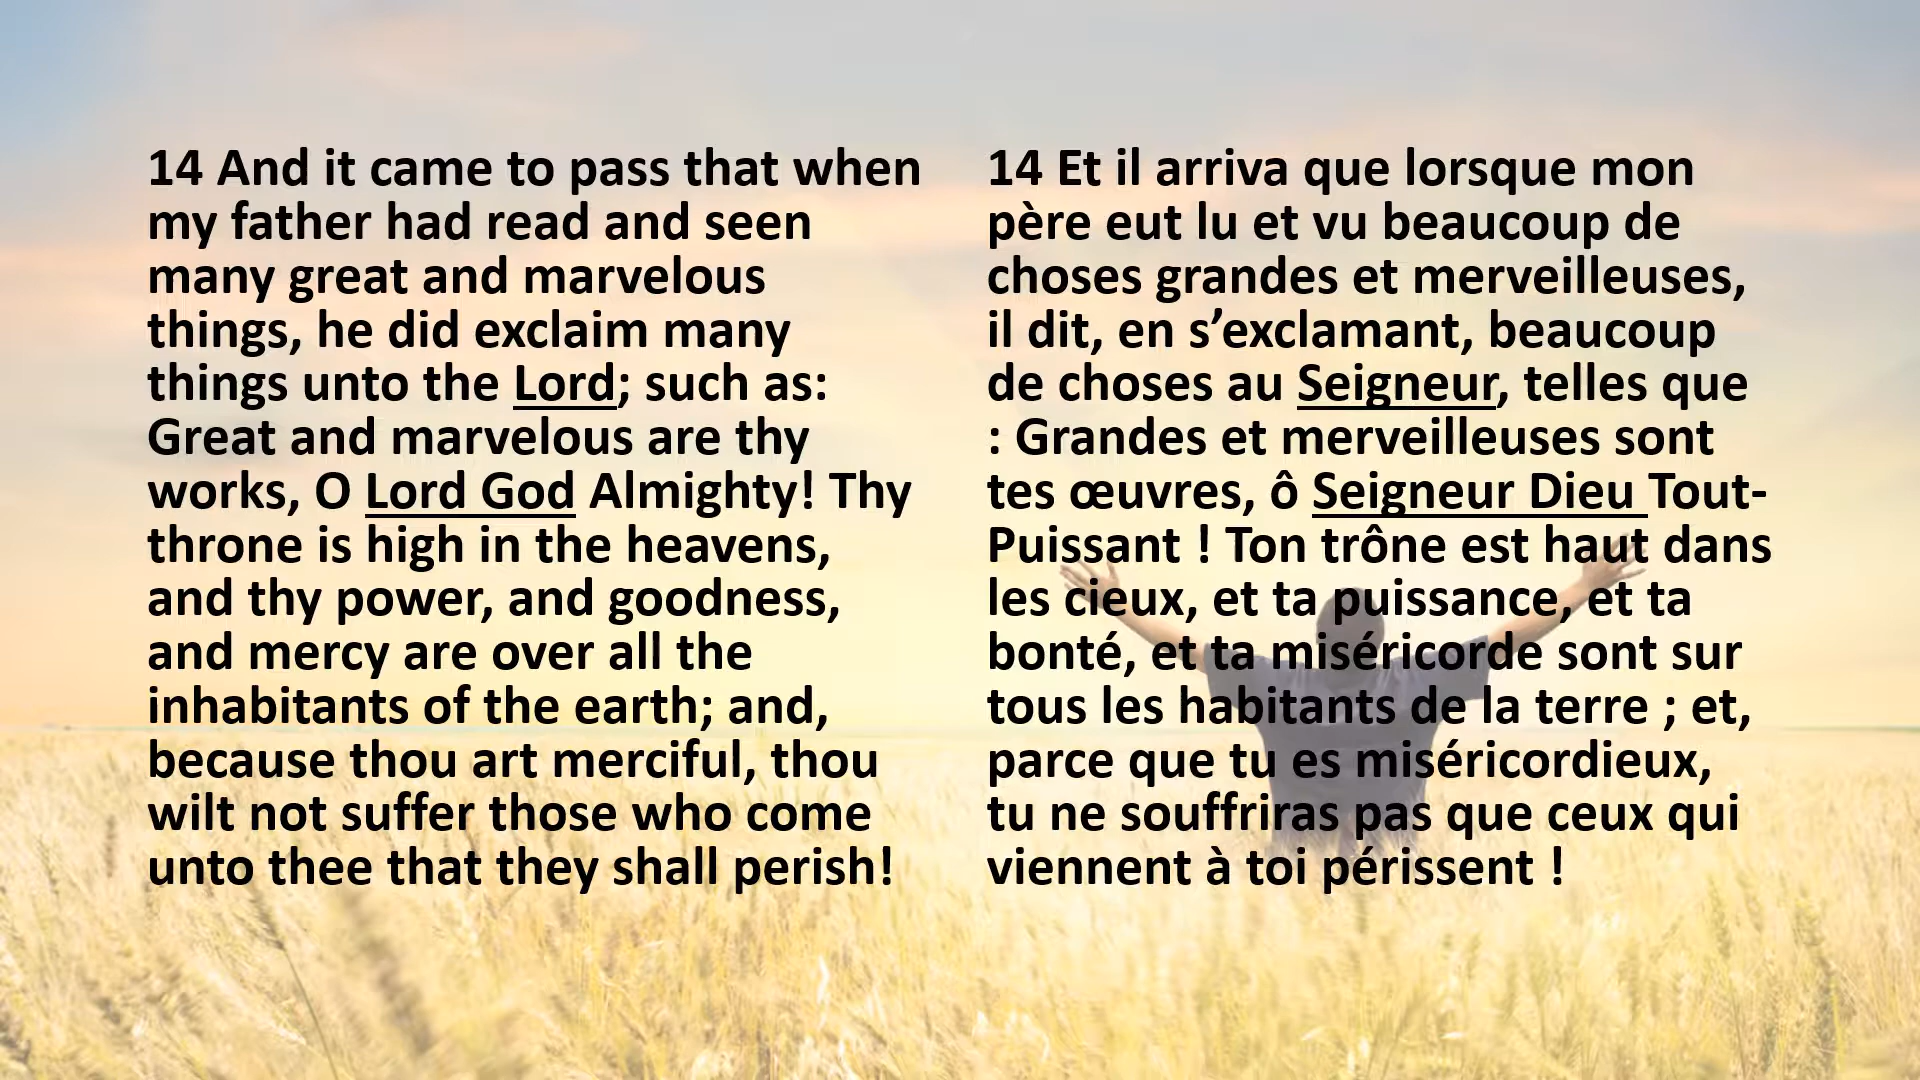 14 And it came to pass that when
my father had read and seen
many great and marvelous
things, he did exclaim many
things unto the Lord; such as:
Great and marvelous are thy
works, O Lord God Almighty! Thy
throne is high in the heavens,
and thy power, and goodness,
and mercy are over all the
inhabitants of the earth; and,
because thou art merciful, thou
wilt not suffer those who come
unto thee that they shall perish!
14 Et il arriva que lorsque mon
père eut lu et vu beaucoup de
choses grandes et merveilleuses,
il dit, en s’exclamant, beaucoup
de choses au Seigneur, telles que
: Grandes et merveilleuses sont
tes œuvres, ô Seigneur Dieu Tout-
Puissant ! Ton trône est haut dans
les cieux, et ta puissance, et ta
bonté, et ta miséricorde sont sur
tous les habitants de la terre ; et,
parce que tu es miséricordieux,
tu ne souffriras pas que ceux qui
viennent à toi périssent !